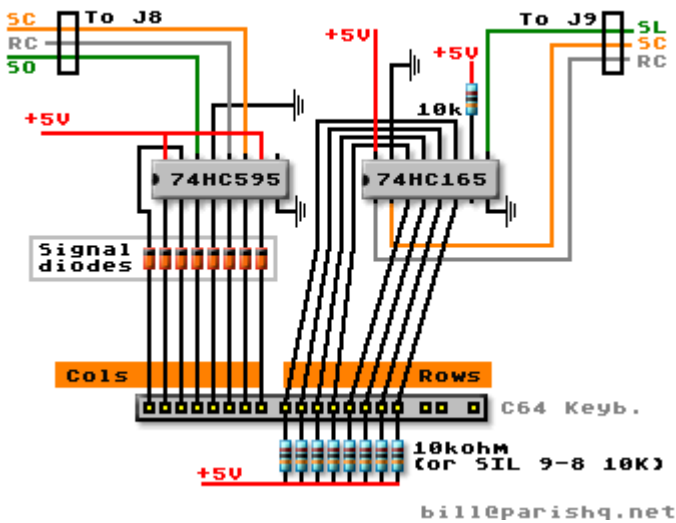 SC
To J8
RC
SO
+5V
+5V
+5V
To J9
SL
SC
RC
10k
74HC595
74HC165
Signal
diodes
Cols
Rows
C64 Keyb.
10kohm
(or SIL 9-8 10K)
+5V
bill@parishq.net